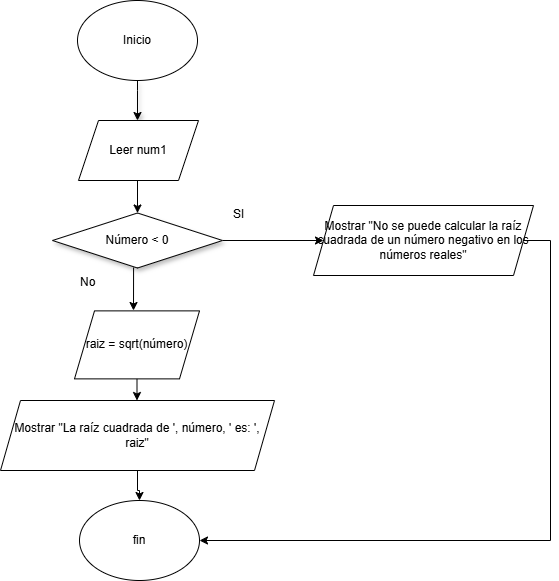 Inicio
Leer num1
SI
Número < 0
Mostrar "No se puede calcular la raíz
cuadrada de un número negativo en los
números reales"
No
raiz = sqrt(número)
Mostrar "La raíz cuadrada de ', número, ' es: ',
raiz"
fin